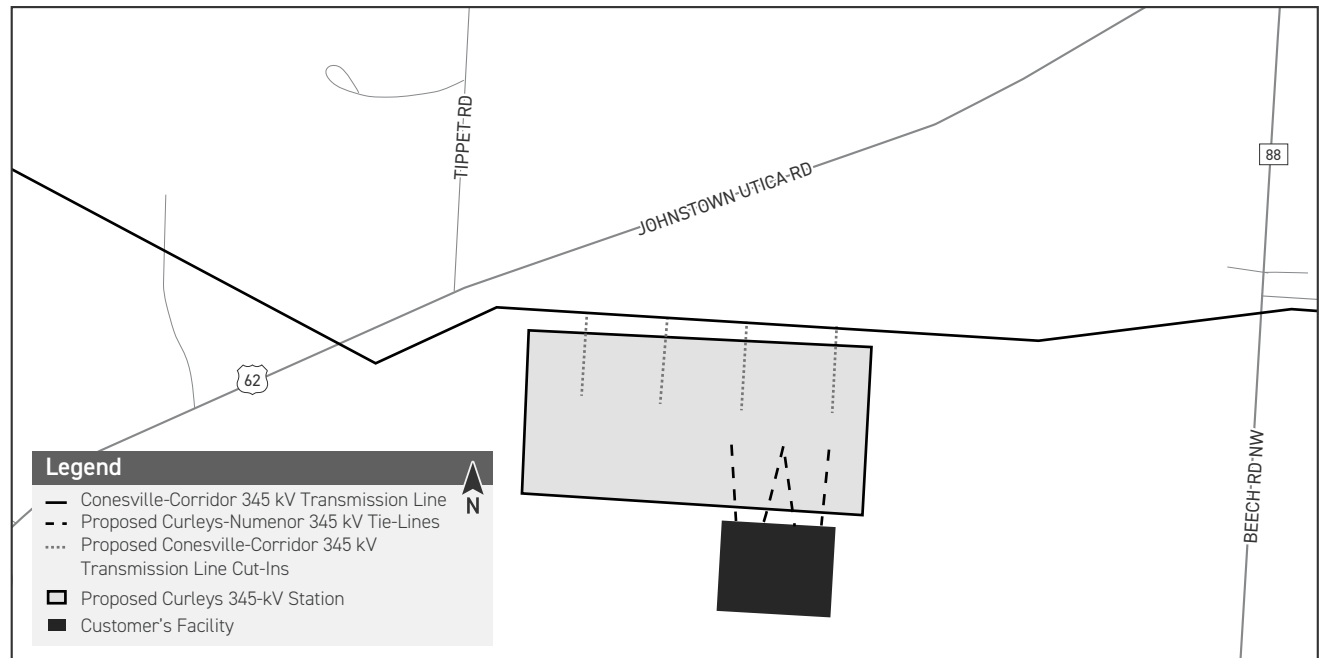 TIPPET RD
JOHNSTOWN-UTICA RD
88
62
BEECH RD NW
Legend
N
Conesville-Corridor 345 kV Transmission Line
Proposed Curleys-Numenor 345 kV Tie-Lines
Proposed Conesville-Corridor 345 kV
Transmission Line Cut-Ins
Proposed Curleys 345-kV Station
Customer's Facility